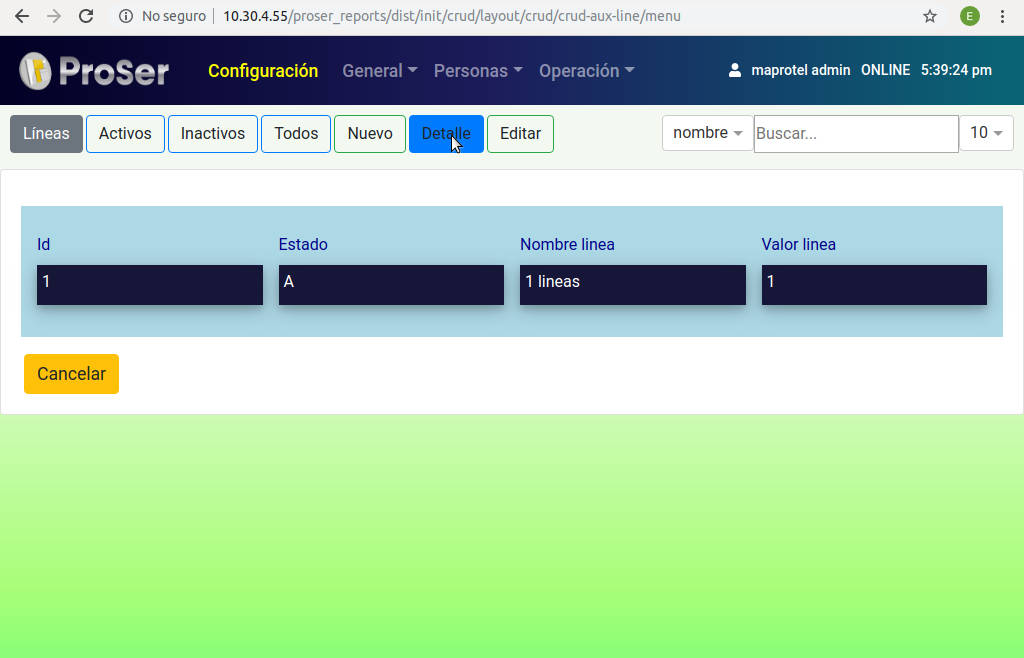 No seguro 10.30.4.55/proser_reports/dist/init/crud/layout/crud/crud-aux-line/menu E
ProSer Configuración General Personas Operación maprotel admin ONLINE 5:39:24 pm
Líneas Activos Inactivos Todos Nuevo Detalle Editar nombre Buscar... 10
Id Estado Nombre linea Valor linea
1 A 1 lineas 1
Cancelar